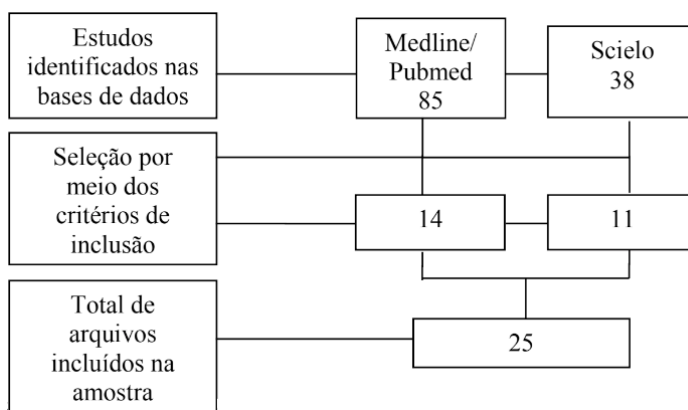 Estudos
identificados nas
bases de dados
Medline/
Pubmed
85
Scielo
38
Seleção por
meio dos
critérios de
inclusão
14
11
Total de
arquivos
incluídos na
amostra
25